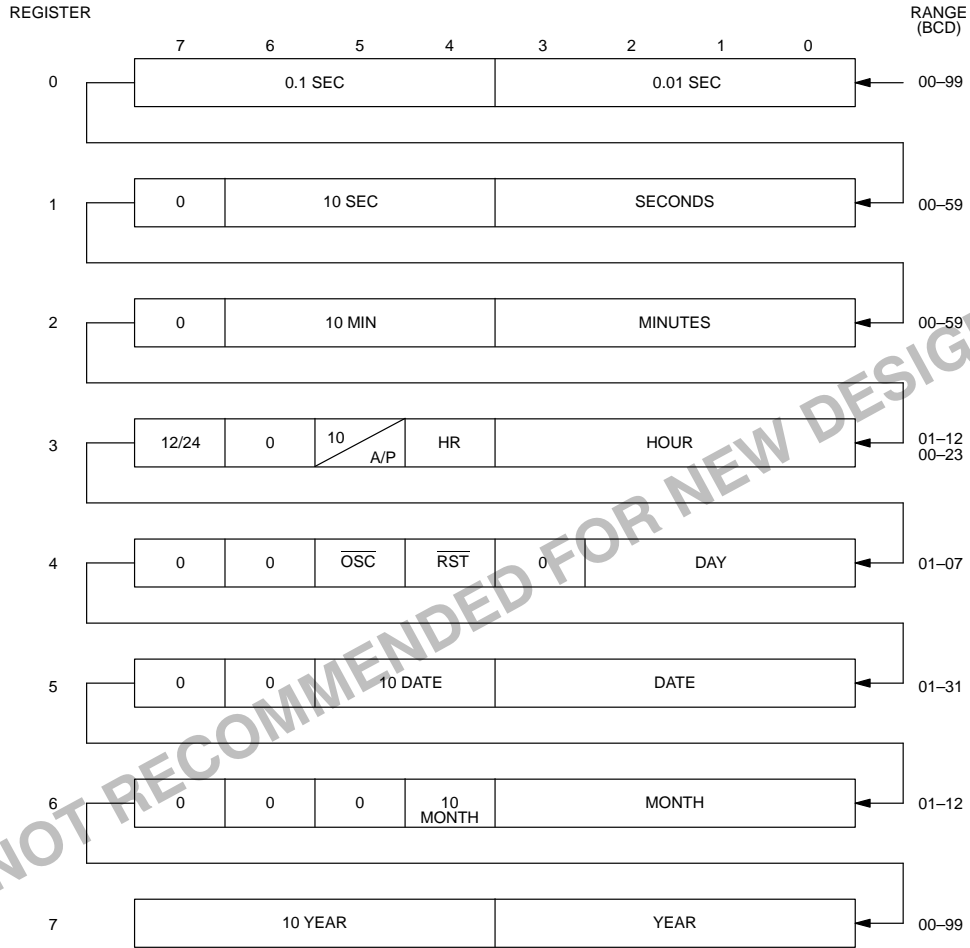 REGISTER
RANGE
(BCD)
7 6 5 4 3 2 1 0
0 0.1 SEC 0.01 SEC 00–99
1 0 10 SEC SECONDS 00–59
2 0 10 MIN MINUTES 00–59
3 12/24 0 10 A/P HR HOUR 01–12
00–23
4 0 0 OSC RST 0 DAY 01–07
5 0 0 10 DATE DATE 01–31
6 0 0 0 10 MONTH MONTH 01–12
7 10 YEAR YEAR 00–99
NOT RECOMMENDED FOR NEW DESIG